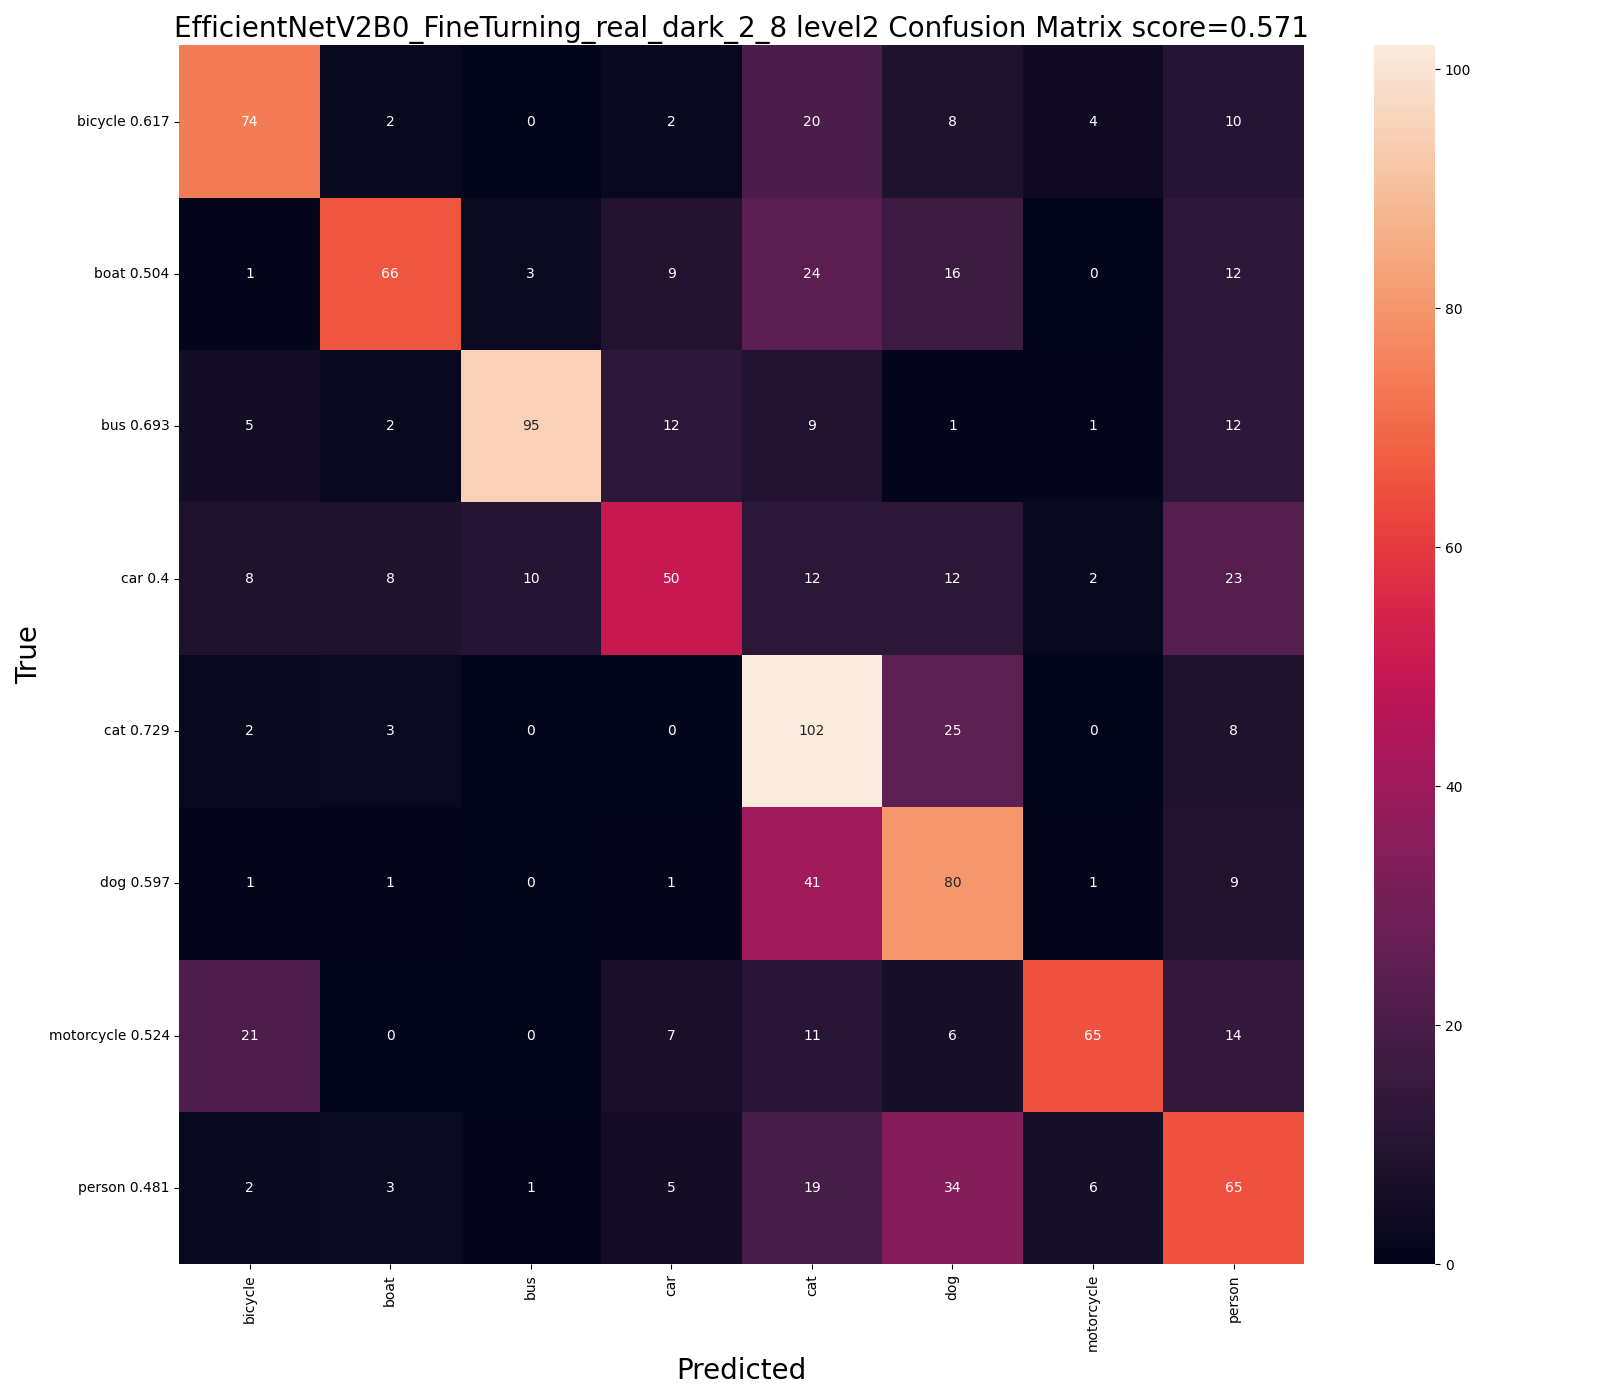 EfficientNetV2B0_FineTurning_real_dark_2_8 level2 Confusion Matrix score=0.571
bicycle 0.617 74 2 0 2 20 8 4 10
boat 0.504 1 66 3 9 24 16 0 12
bus 0.693 5 2 95 12 9 1 1 12
car 0.4 8 8 10 50 12 12 2 23
cat 0.729 2 3 0 0 102 25 0 8
dog 0.597 1 1 0 1 41 80 1 9
motorcycle 0.524 21 0 0 7 11 6 65 14
person 0.481 2 3 1 5 19 34 6 65
True
bicycle boat bus car cat dog motorcycle person
Predicted
100
80
60
40
20
0